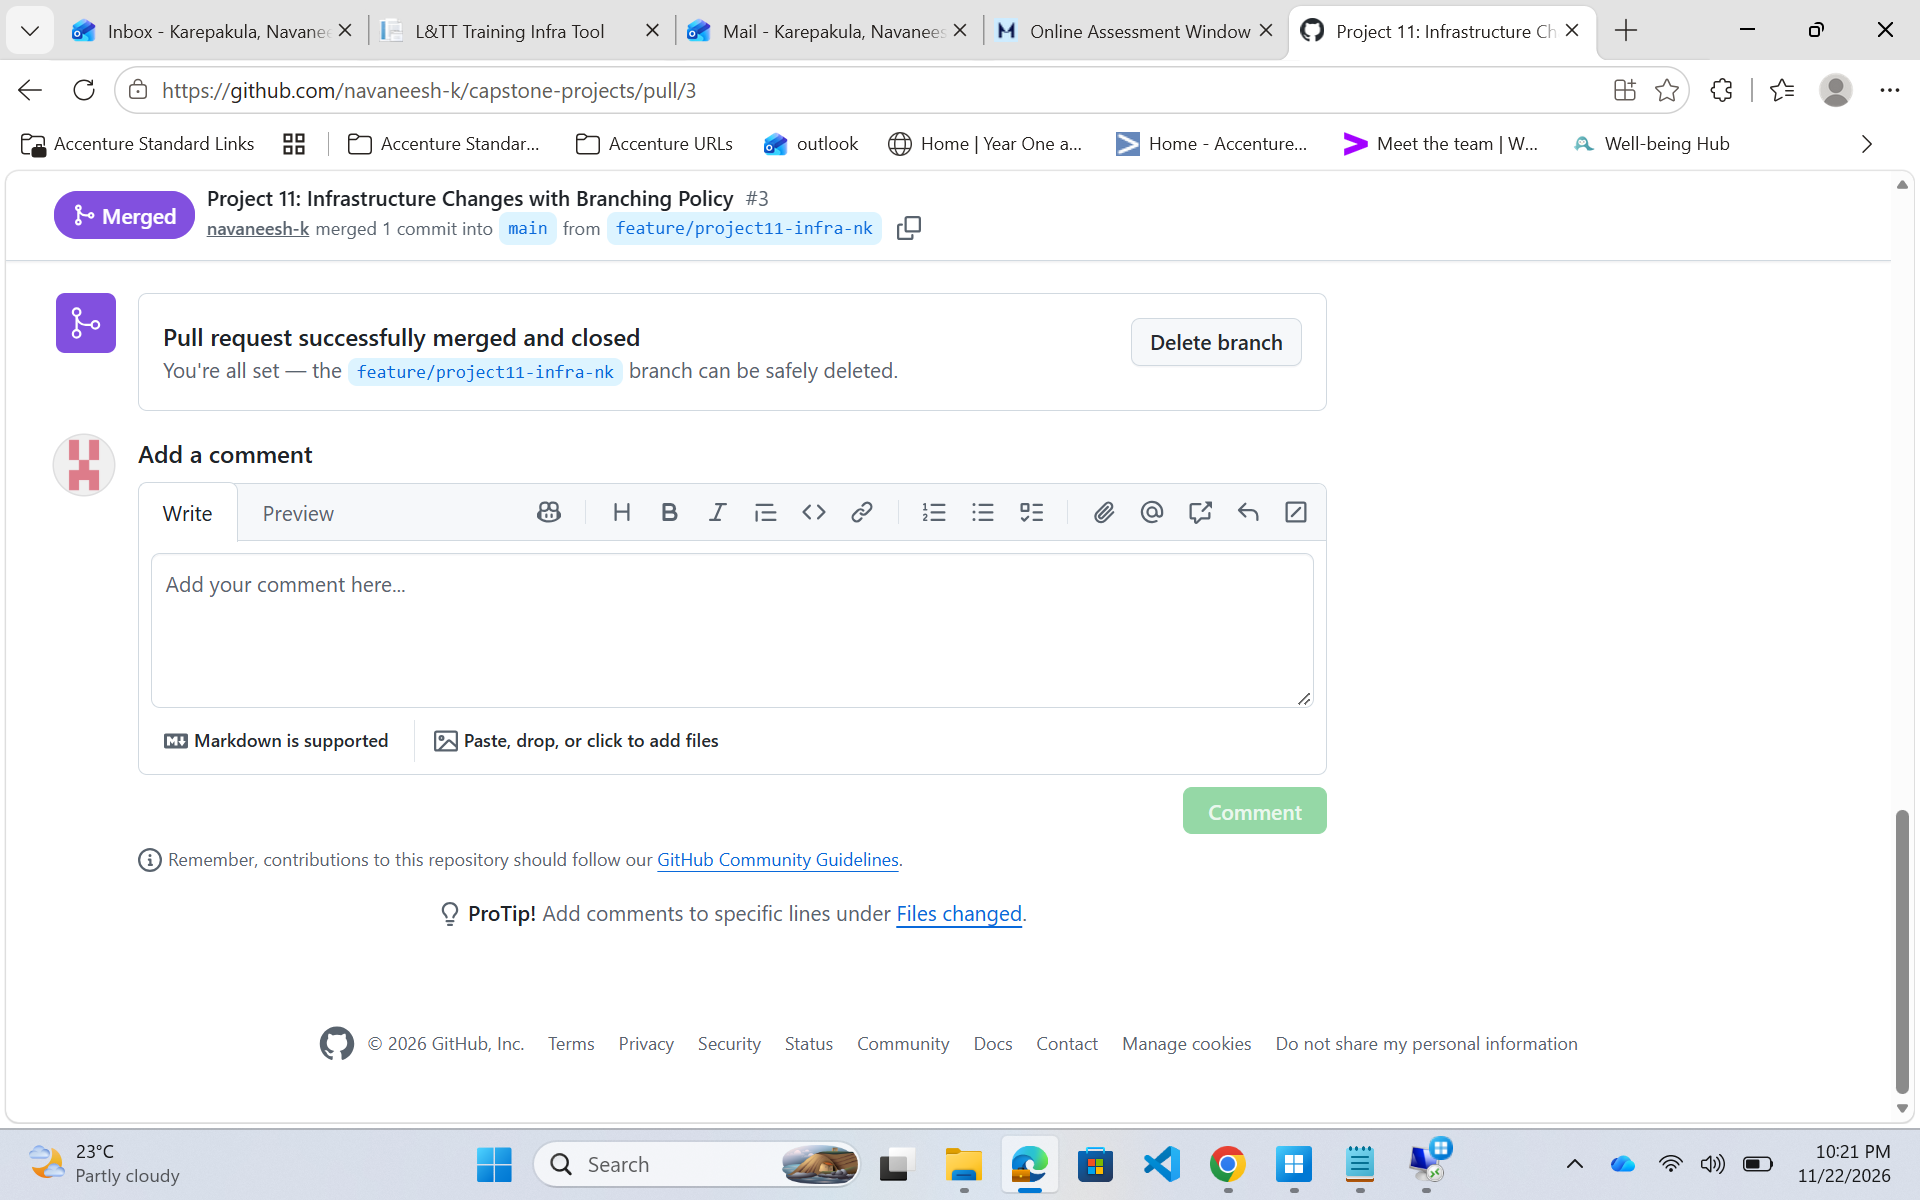 Inbox - Karepakula, Navanee
L&TT Training Infra Tool
Mail - Karepakula, Navanees
Online Assessment Window
Project 11: Infrastructure Ch
https://github.com/navaneesh-k/capstone-projects/pull/3
Accenture Standard Links
Accenture Standar...
Accenture URLs
outlook
Home | Year One a...
Home - Accenture...
Meet the team | W...
Well-being Hub
Merged
Project 11: Infrastructure Changes with Branching Policy #3
navaneesh-k merged 1 commit into main from feature/project11-infra-nk
Pull request successfully merged and closed
You're all set — the feature/project11-infra-nk branch can be safely deleted.
Delete branch
Add a comment
Write
Preview
Add your comment here...
Markdown is supported
Paste, drop, or click to add files
Comment
Remember, contributions to this repository should follow our GitHub Community Guidelines.
ProTip! Add comments to specific lines under Files changed.
© 2026 GitHub, Inc. Terms Privacy Security Status Community Docs Contact Manage cookies Do not share my personal information
23°C
Partly cloudy
Search
10:21 PM
11/22/2026